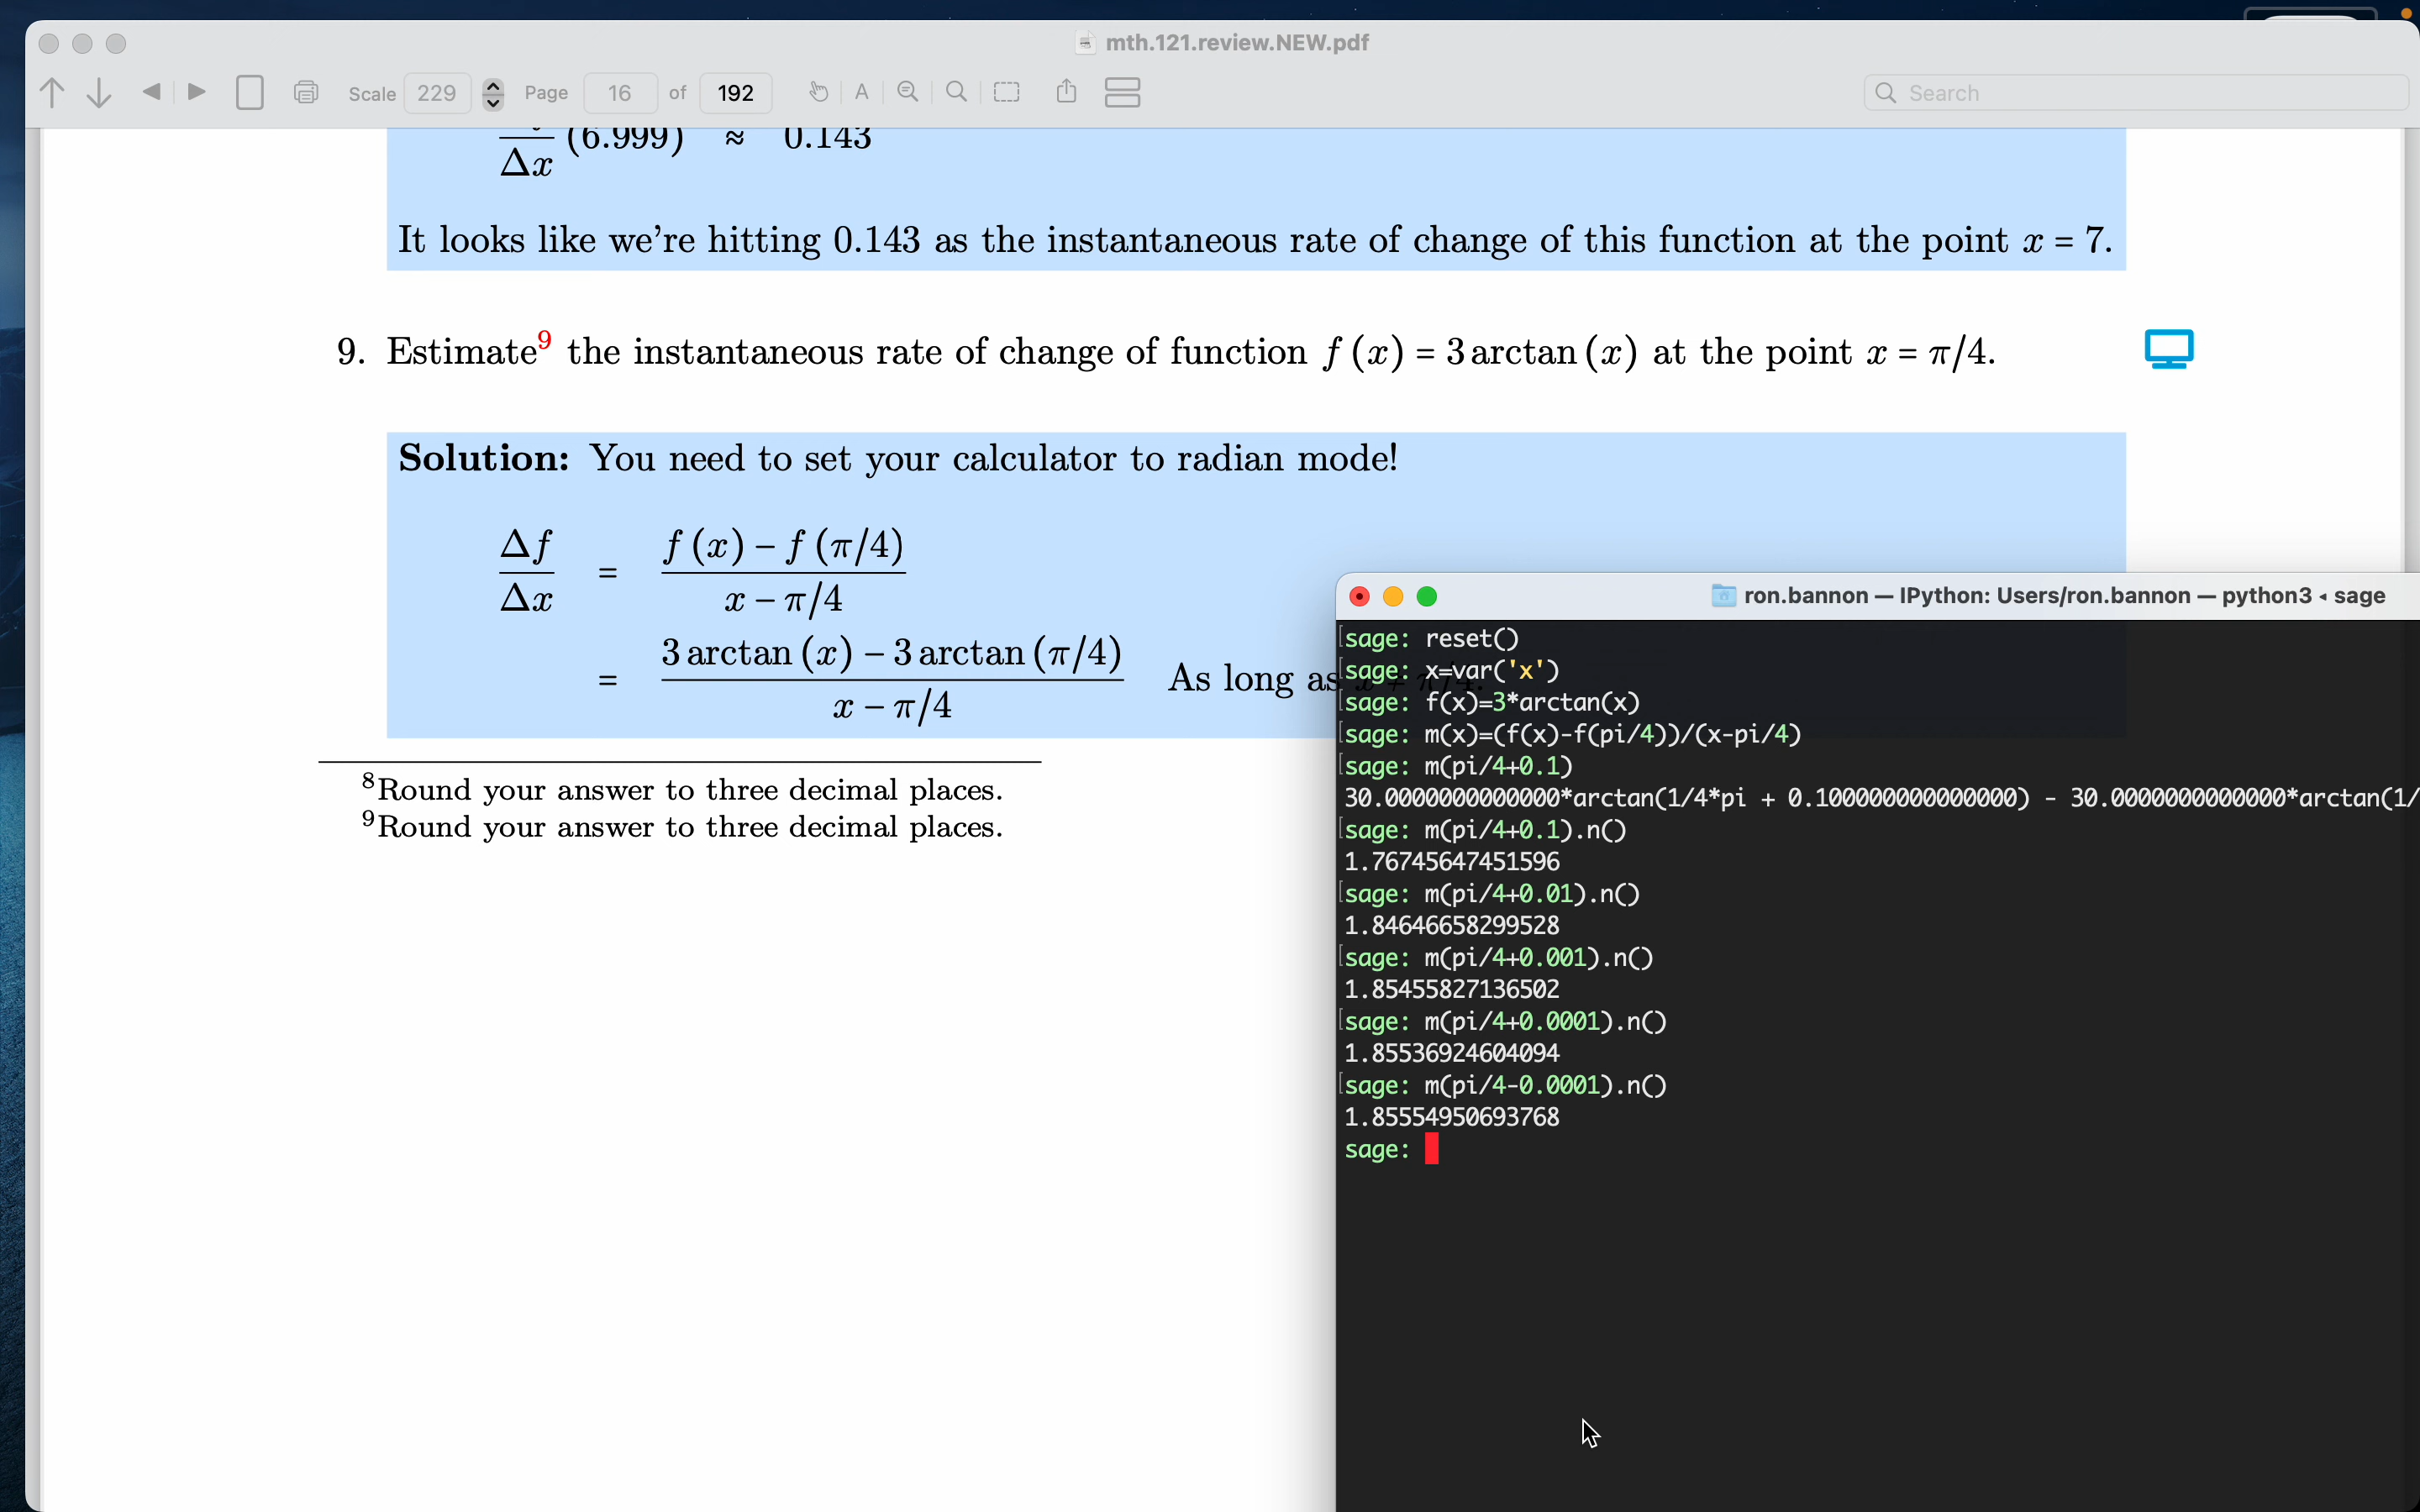 mth.121.review.NEW.pdf
Scale 229 Page 16 of 192 A Search
Δx (6.999) ≈ 0.143
It looks like we're hitting 0.143 as the instantaneous rate of change of this function at the point x = 7.
9. Estimate⁹ the instantaneous rate of change of function f (x) = 3 arctan (x) at the point x = π/4.
Solution: You need to set your calculator to radian mode!
Δf/Δx = (f (x) − f (π/4))/(x − π/4)
= (3 arctan (x) − 3 arctan (π/4))/(x − π/4) As long as
⁸Round your answer to three decimal places.
⁹Round your answer to three decimal places.
ron.bannon — IPython: Users/ron.bannon — python3 ◂ sage
sage: reset()
sage: x=var('x')
sage: f(x)=3*arctan(x)
sage: m(x)=(f(x)-f(pi/4))/(x-pi/4)
sage: m(pi/4+0.1)
30.0000000000000*arctan(1/4*pi + 0.100000000000000) - 30.0000000000000*arctan(1/
sage: m(pi/4+0.1).n()
1.76745647451596
sage: m(pi/4+0.01).n()
1.84646658299528
sage: m(pi/4+0.001).n()
1.85455827136502
sage: m(pi/4+0.0001).n()
1.85536924604094
sage: m(pi/4-0.0001).n()
1.85554950693768
sage: